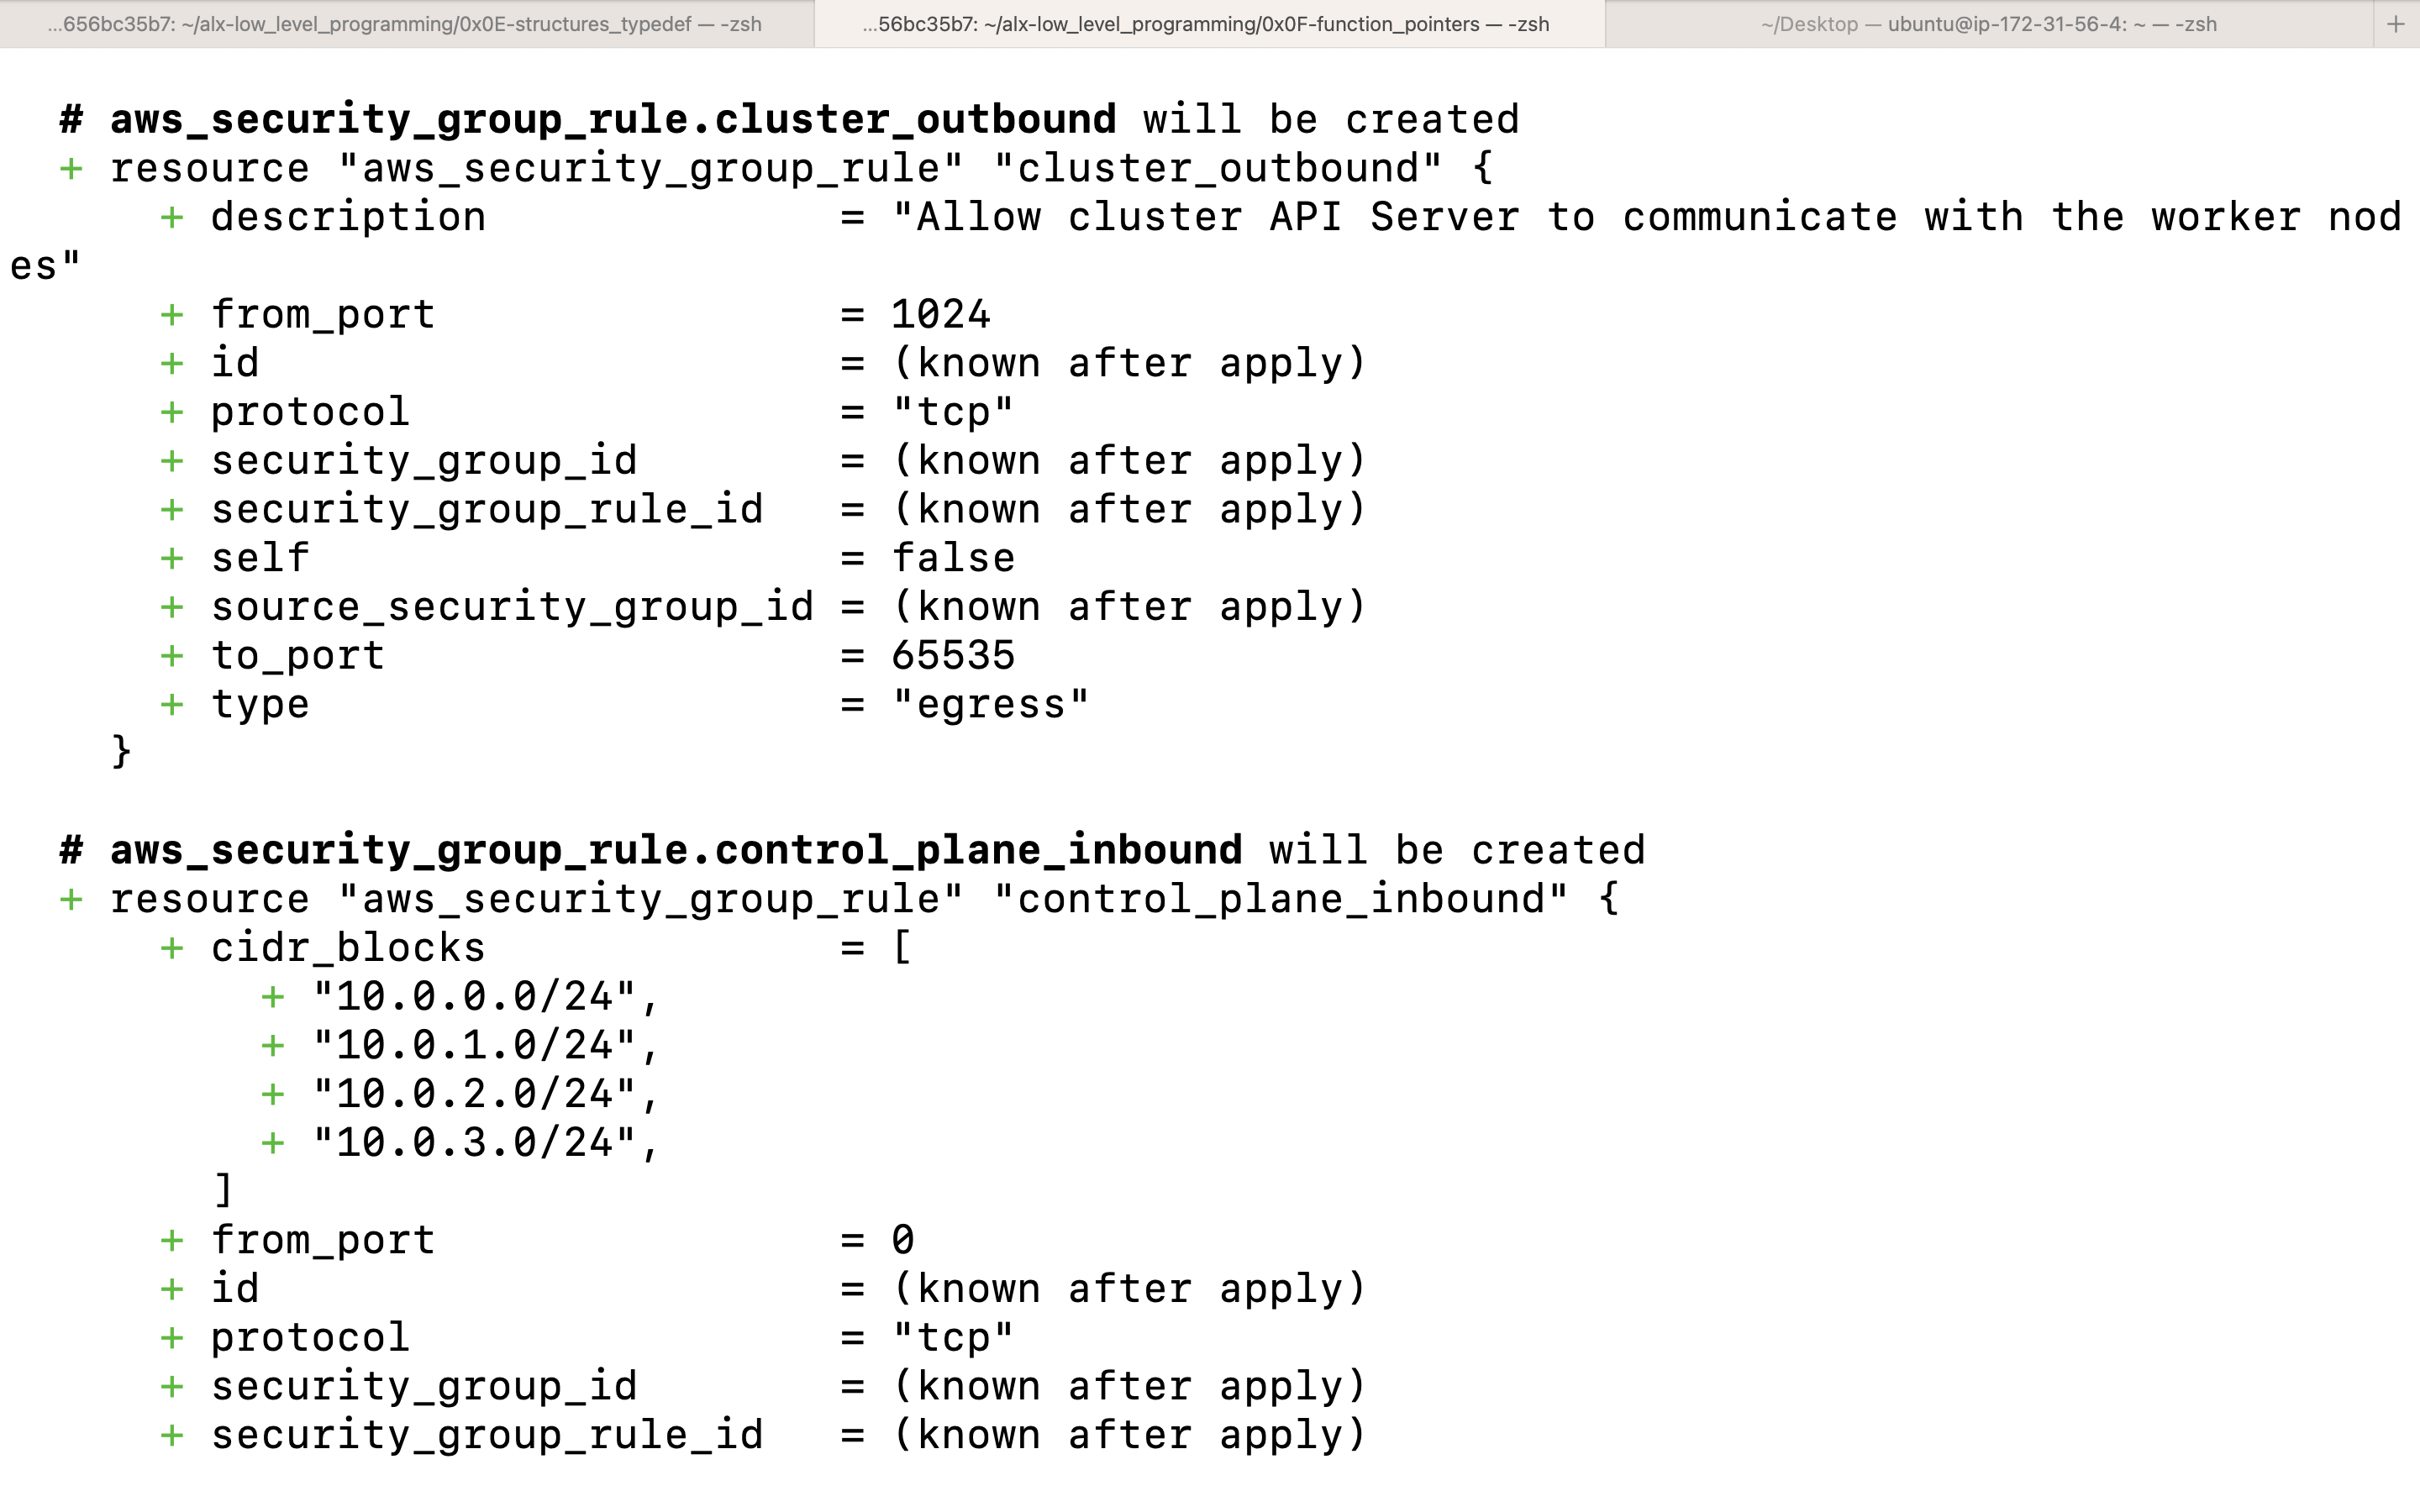 ...656bc35b7: ~/alx-low_level_programming/0x0E-structures_typedef — -zsh
...56bc35b7: ~/alx-low_level_programming/0x0F-function_pointers — -zsh
~/Desktop — ubuntu@ip-172-31-56-4: ~ — -zsh
+
# aws_security_group_rule.cluster_outbound will be created
+ resource "aws_security_group_rule" "cluster_outbound" {
+ description = "Allow cluster API Server to communicate with the worker nod
es"
+ from_port = 1024
+ id = (known after apply)
+ protocol = "tcp"
+ security_group_id = (known after apply)
+ security_group_rule_id = (known after apply)
+ self = false
+ source_security_group_id = (known after apply)
+ to_port = 65535
+ type = "egress"
}
# aws_security_group_rule.control_plane_inbound will be created
+ resource "aws_security_group_rule" "control_plane_inbound" {
+ cidr_blocks = [
+ "10.0.0.0/24",
+ "10.0.1.0/24",
+ "10.0.2.0/24",
+ "10.0.3.0/24",
]
+ from_port = 0
+ id = (known after apply)
+ protocol = "tcp"
+ security_group_id = (known after apply)
+ security_group_rule_id = (known after apply)